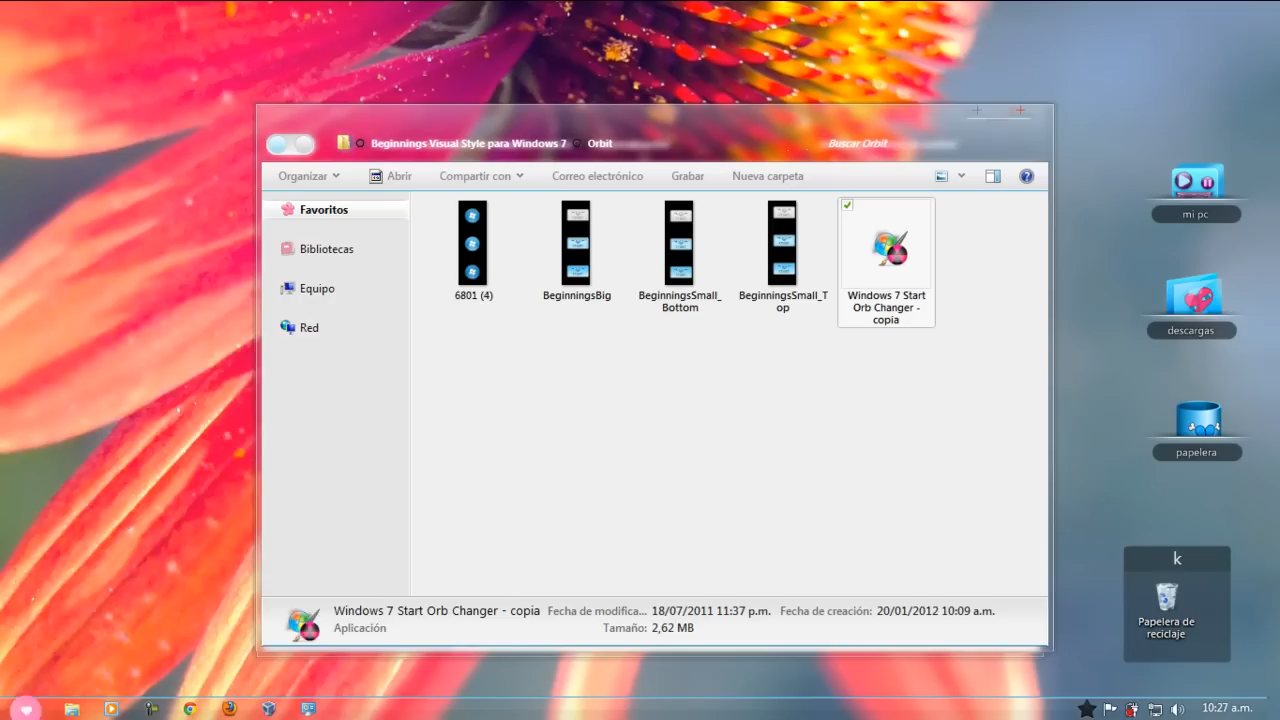 Beginnings Visual Style para Windows 7 Orbit
Buscar Orbit
Organizar Abrir Compartir con Correo electrónico Grabar Nueva carpeta
Favoritos
Bibliotecas
Equipo
Red
6801 (4)
BeginningsBig
BeginningsSmall_
Bottom
BeginningsSmall_T
op
Windows 7 Start
Orb Changer -
copia
Windows 7 Start Orb Changer - copia Fecha de modifica... 18/07/2011 11:37 p.m. Fecha de creación: 20/01/2012 10:09 a.m.
Aplicación Tamaño: 2,62 MB
mi pc
descargas
papelera
k
Papelera de
reciclaje
10:27 a.m.